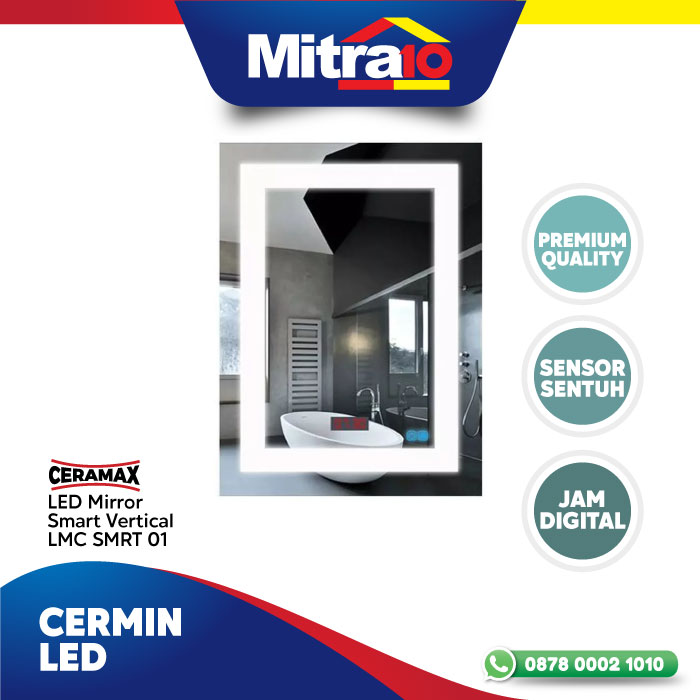 Mitra10
PREMIUM
QUALITY
SENSOR
SENTUH
JAM
DIGITAL
CERAMAX
LED Mirror
Smart Vertical
LMC SMRT 01
CERMIN
LED
0878 0002 1010